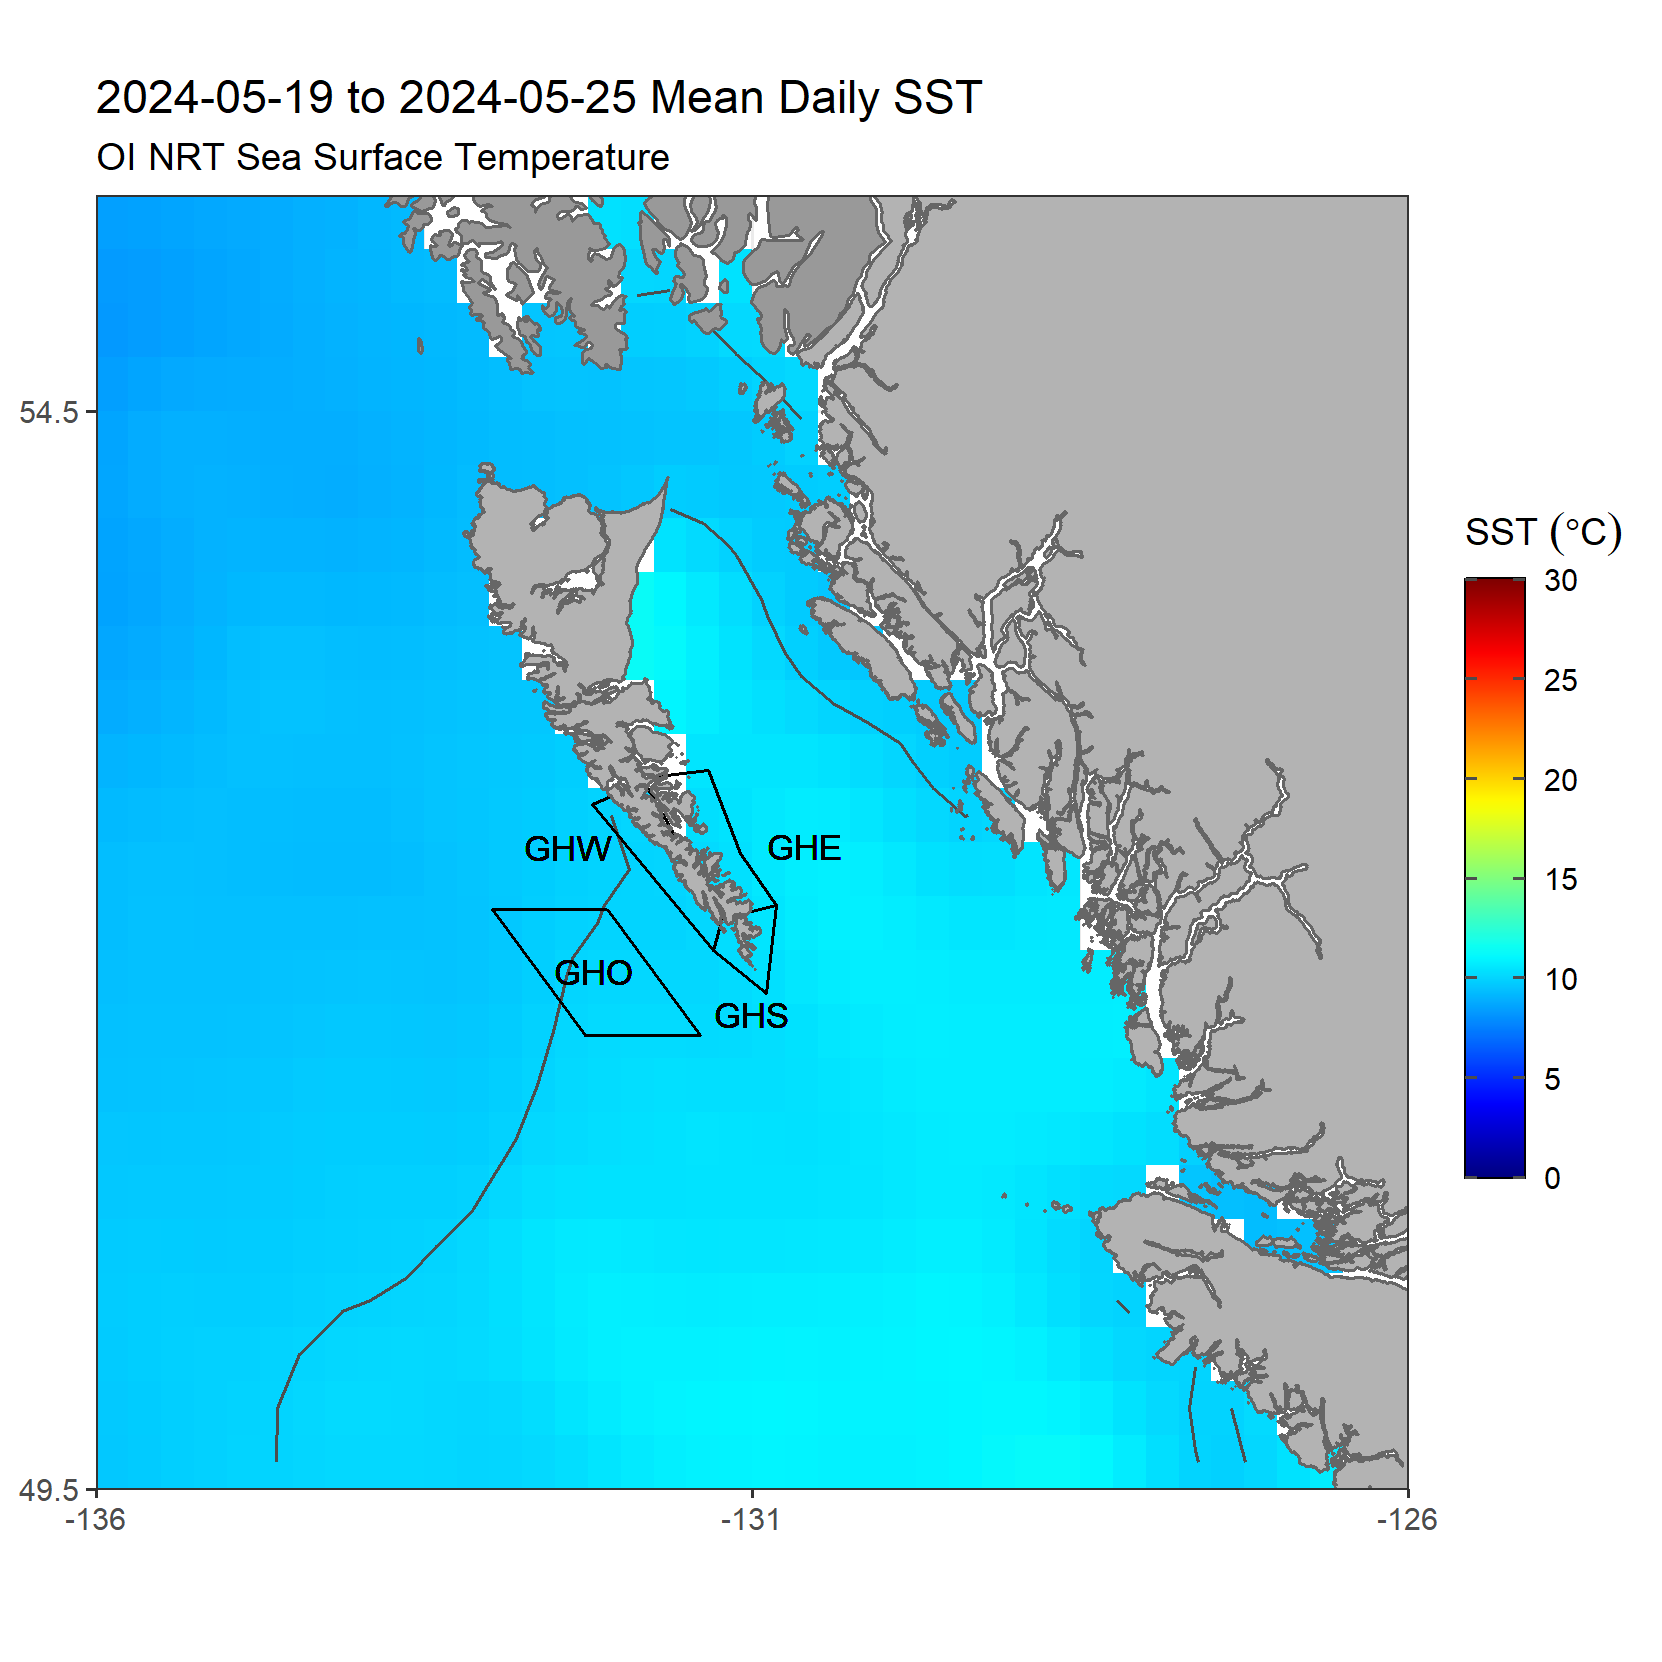 2024-05-19 to 2024-05-25 Mean Daily SST
OI NRT Sea Surface Temperature
54.5
49.5
-136
-131
-126
GHW
GHE
GHO
GHS
SST (°C)
30
25
20
15
10
5
0